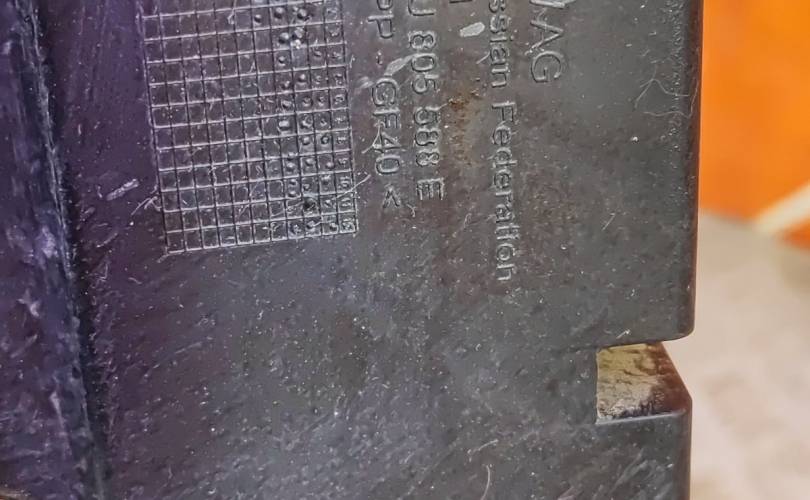 AG
ssian Federation
U 805 588 E
PP GF40 <